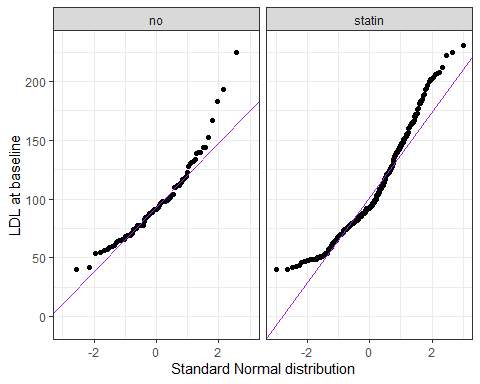 no statin
LDL at baseline
200
150
100
50
0
-2 0 2 -2 0 2
Standard Normal distribution